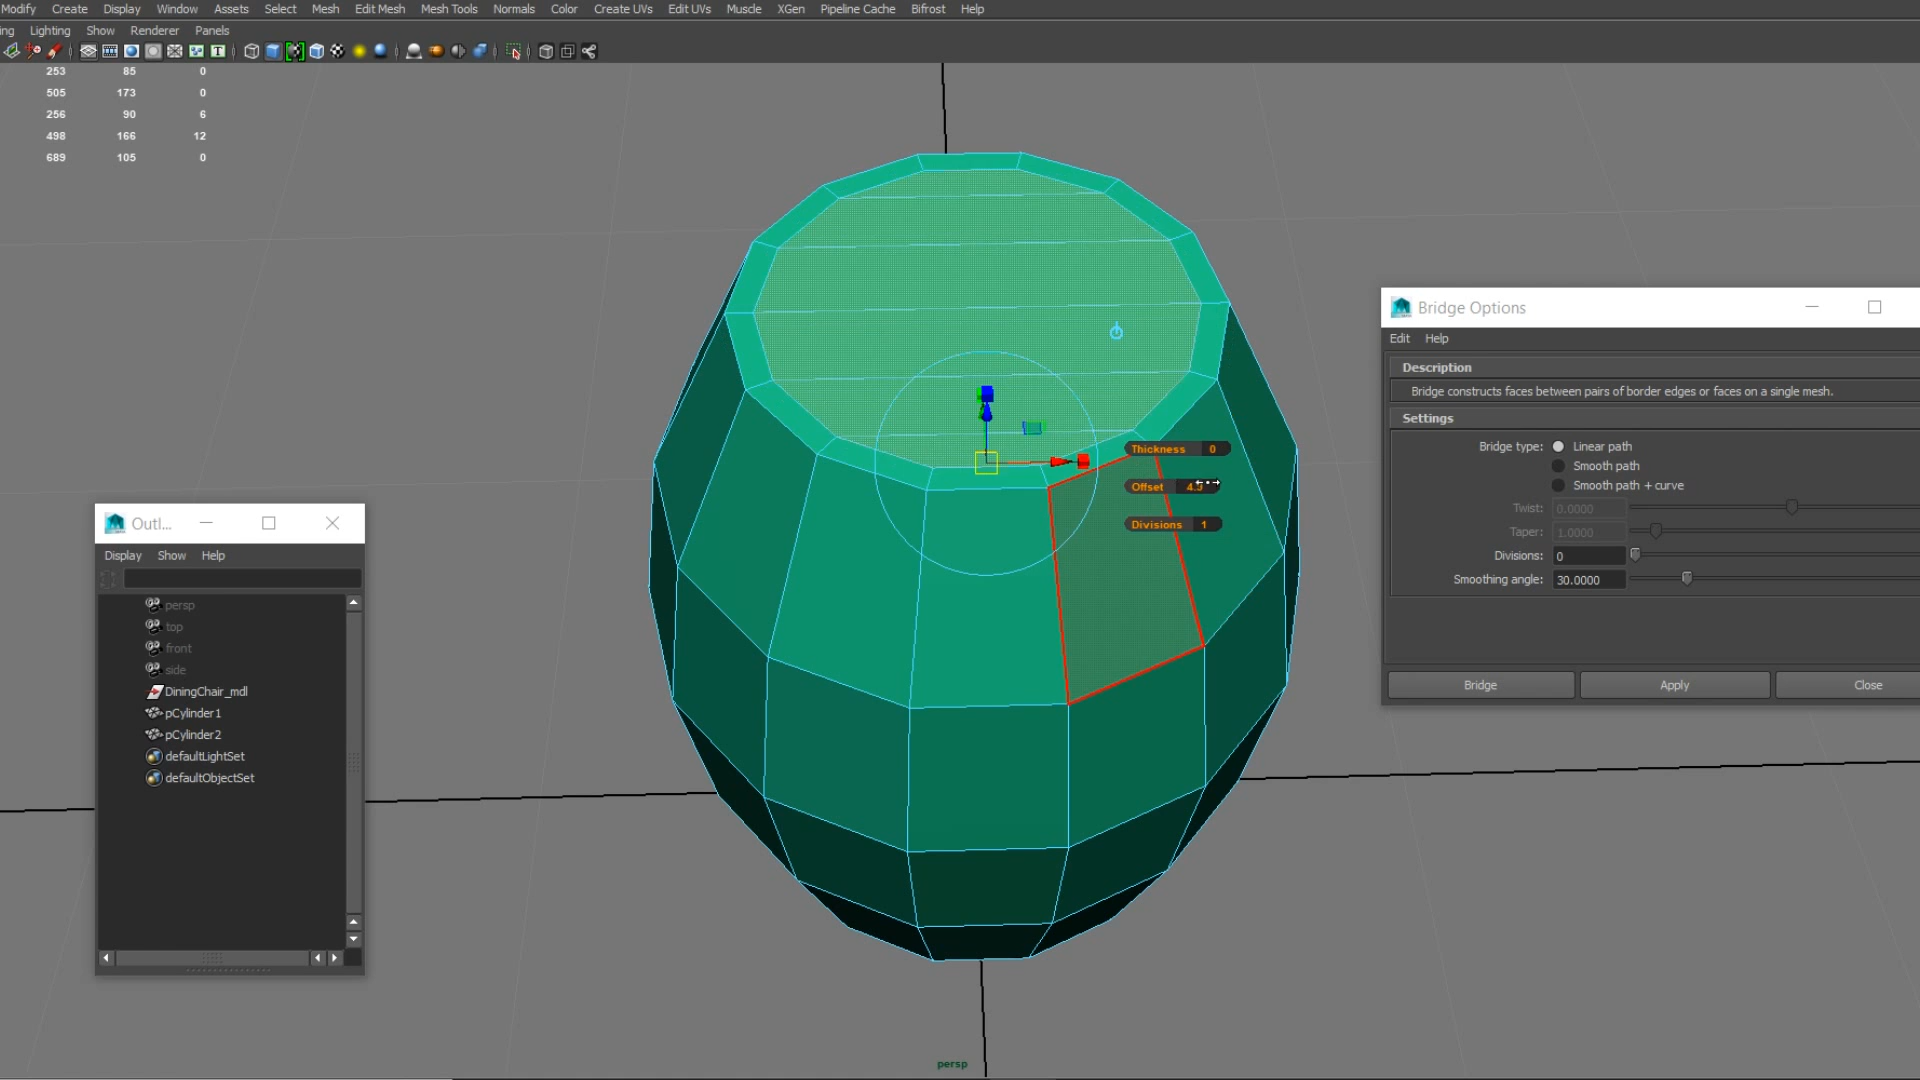 Modify Create Display Window Assets Select Mesh Edit Mesh Mesh Tools Normals Color Create UVs Edit UVs Muscle XGen Pipeline Cache Bifrost Help
ing Lighting Show Renderer Panels
253 85 0
505 173 0
256 90 6
498 166 12
689 105 0
Thickness 0
Offset
Divisions 1
Bridge Options
Edit Help
Description
Bridge constructs faces between pairs of border edges or faces on a single mesh.
Settings
Bridge type: Linear path
Smooth path
Smooth path + curve
Twist: 0.0000
Taper: 1.0000
Divisions: 0
Smoothing angle: 30.0000
Bridge Apply Close
Outl...
Display Show Help
persp
top
front
side
DiningChair_mdl
pCylinder1
pCylinder2
defaultLightSet
defaultObjectSet
persp